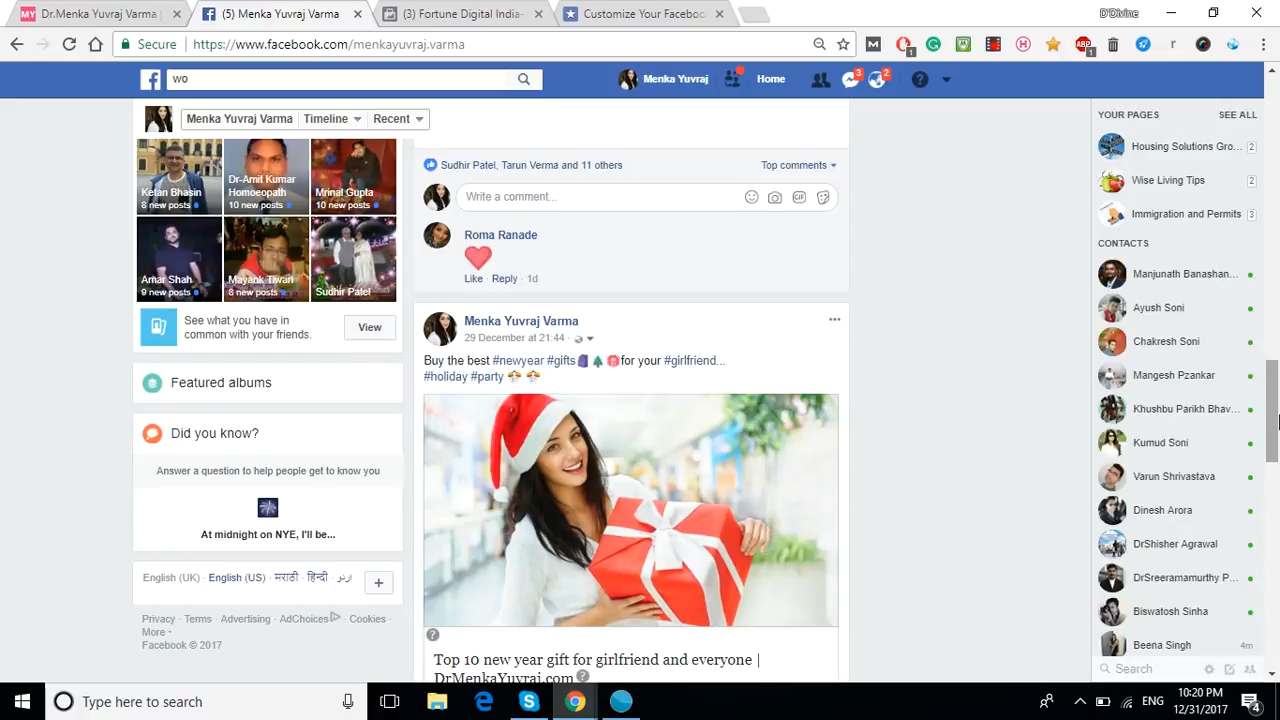 Dr.Menka Yuvraj Varma |
(5) Menka Yuvraj Varma
(3) Fortune Digital India-
Customize Your Faceboo
D'Divine
Secure
https://www.facebook.com/menkayuvraj.varma
wo
Menka Yuvraj
Home
3
2
Menka Yuvraj Varma
Timeline
Recent
Ketan Bhasin
8 new posts
Dr-Amit Kumar
Homoeopath
10 new posts
Mrinal Gupta
10 new posts
Amar Shah
9 new posts
Mayank Tiwari
8 new posts
Sudhir Patel
See what you have in
common with your friends.
View
Featured albums
Did you know?
Answer a question to help people get to know you
At midnight on NYE, I'll be...
English (UK) · English (US) · मराठी · हिन्दी · اردو
Privacy · Terms · Advertising · AdChoices · Cookies ·
More
Facebook © 2017
Sudhir Patel, Tarun Verma and 11 others
Top comments
Write a comment...
GIF
Roma Ranade
Like · Reply · 1d
Menka Yuvraj Varma
29 December at 21:44
Buy the best #newyear #gifts for your #girlfriend...
#holiday #party
Top 10 new year gift for girlfriend and everyone |
DrMenkaYuvraj.com
YOUR PAGES
SEE ALL
Housing Solutions Gro... 2
Wise Living Tips 2
Immigration and Permits 3
CONTACTS
Manjunath Banashan...
Ayush Soni
Chakresh Soni
Mangesh Pzankar
Khushbu Parikh Bhav...
Kumud Soni
Varun Shrivastava
Dinesh Arora
DrShisher Agrawal
DrSreeramamurthy P...
Biswatosh Sinha
Beena Singh 4m
Search
Type here to search
ENG
10:20 PM
12/31/2017
4